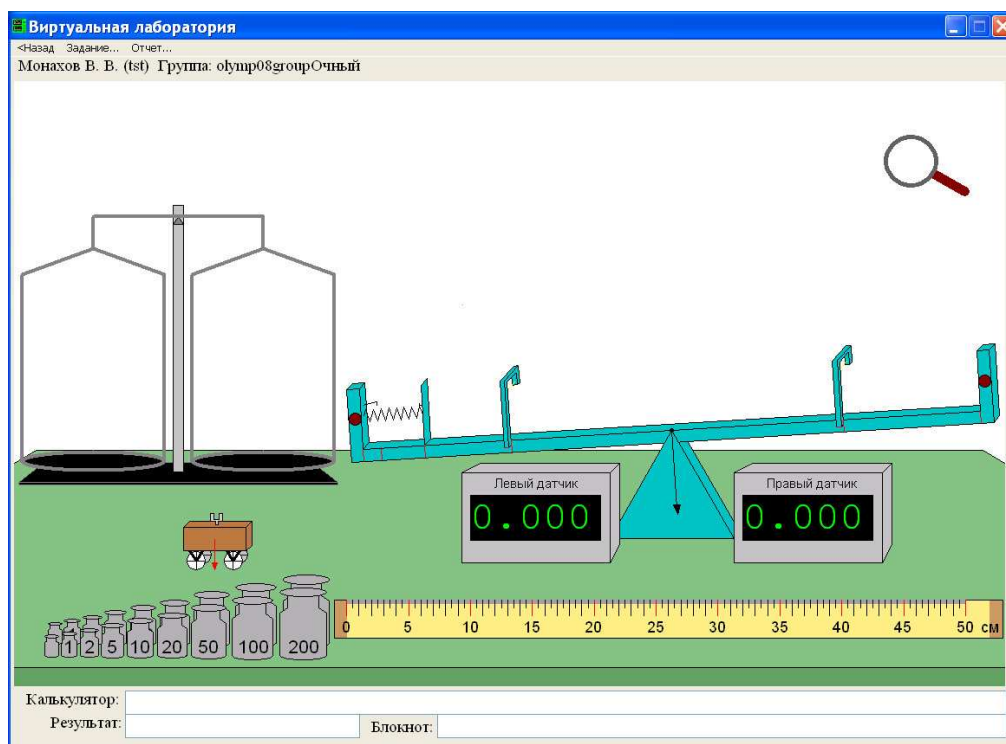 Виртуальная лаборатория
<Назад Задание... Отчет...
Монахов В. В. (tst) Группа: olymp08groupОчный
Левый датчик
Правый датчик
0.000
0.000
1 2 5 10 20 50 100 200
0 5 10 15 20 25 30 35 40 45 50 см
Калькулятор:
Результат:
Блокнот: